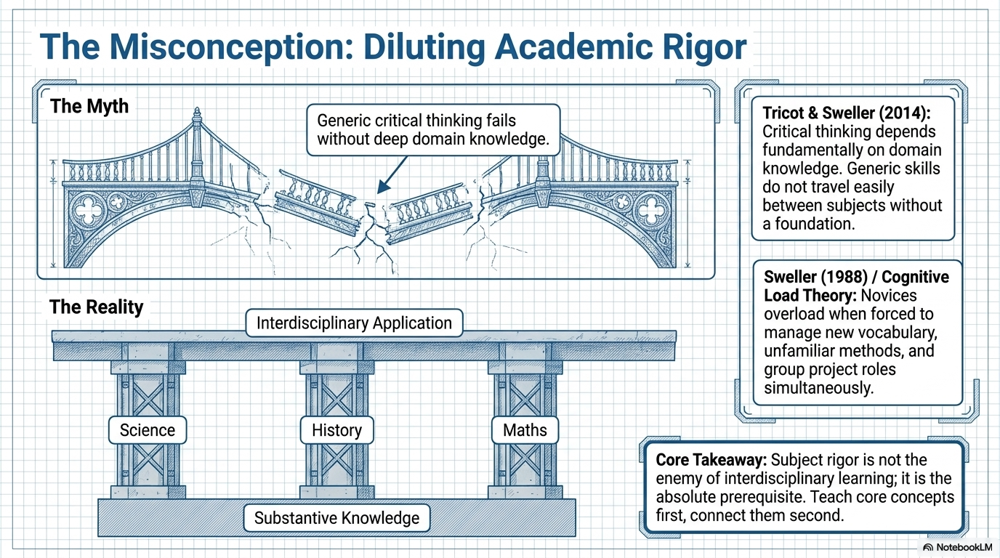 The Misconception: Diluting Academic Rigor
The Myth
Generic critical thinking fails
without deep domain knowledge.
The Reality
Interdisciplinary Application
Science
History
Maths
Substantive Knowledge
Tricot & Sweller (2014):
Critical thinking depends
fundamentally on domain
knowledge. Generic skills
do not travel easily
between subjects without
a foundation.
Sweller (1988) / Cognitive
Load Theory: Novices
overload when forced to
manage new vocabulary,
unfamiliar methods, and
group project roles
simultaneously.
Core Takeaway: Subject rigor is not the
enemy of interdisciplinary learning; it is the
absolute prerequisite. Teach core concepts
first, connect them second.
NotebookLM